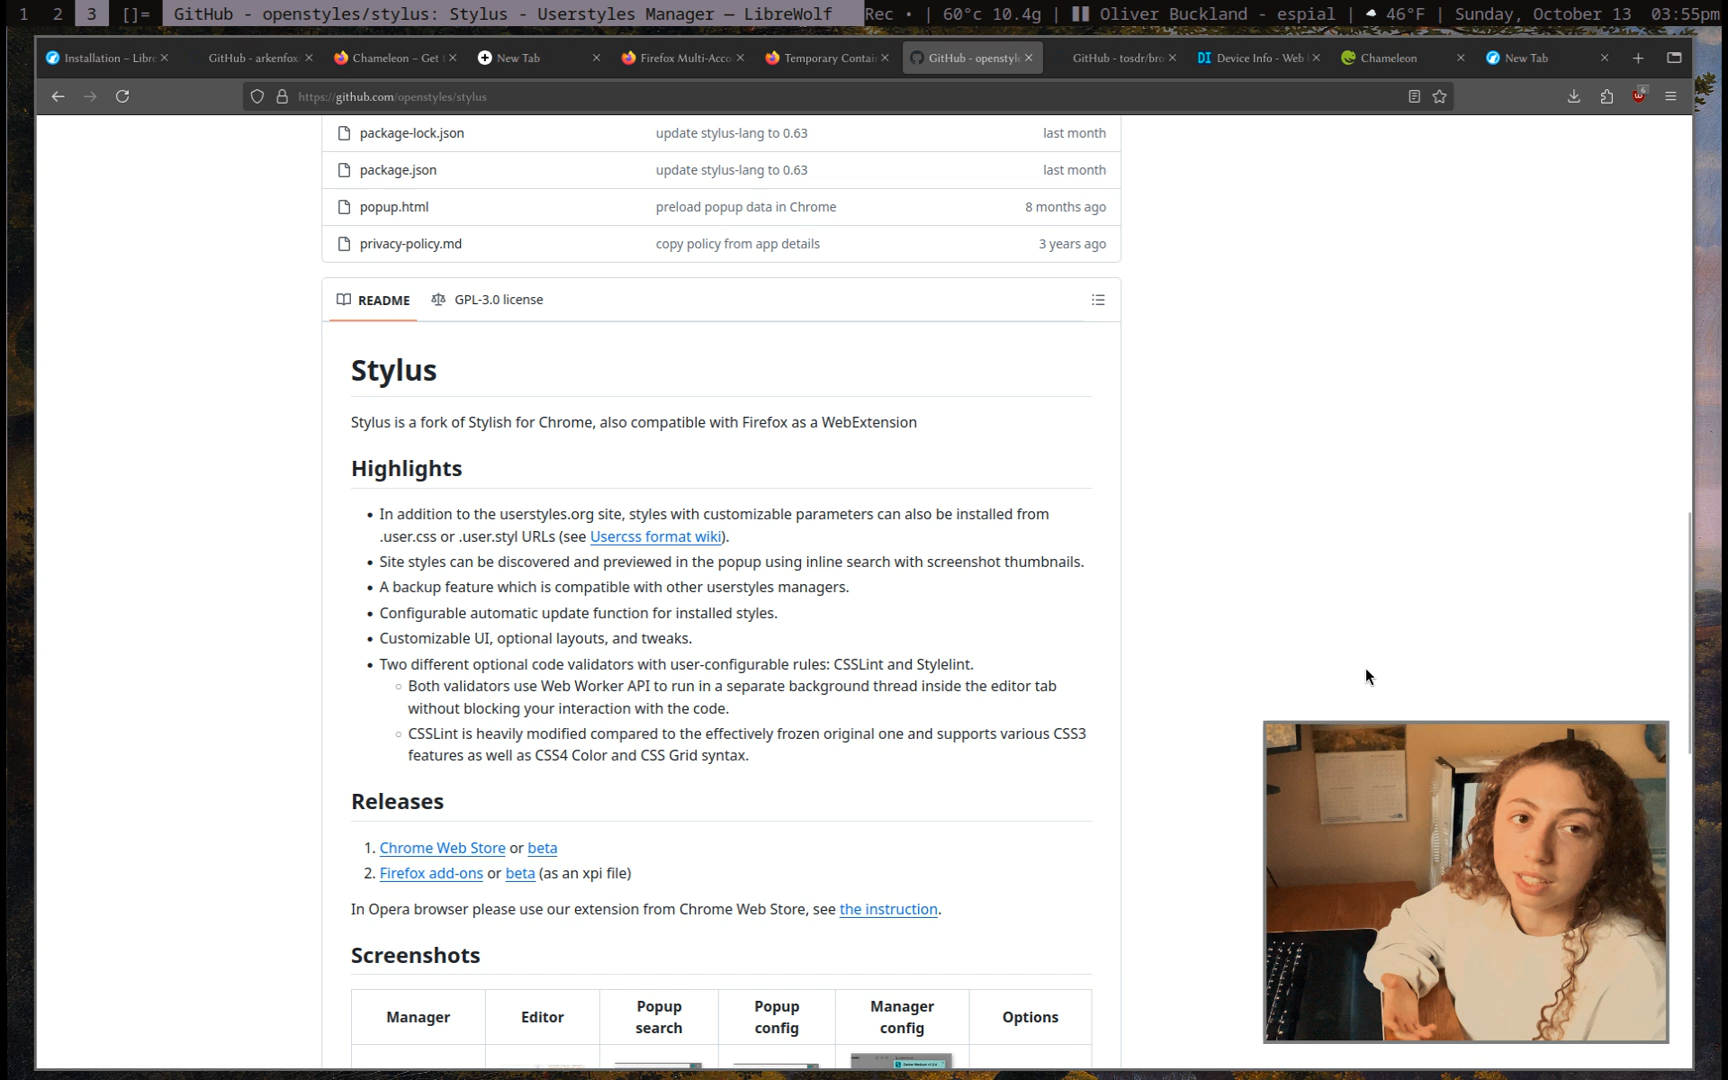 1 2 3 []= GitHub - openstyles/stylus: Stylus - Userstyles Manager — LibreWolf Rec • | 60°c 10.4g | Oliver Buckland - espial | 46°F | Sunday, October 13 03:55pm
Installation – Libre GitHub - arkenfox Chameleon – Get New Tab Firefox Multi-Acco Temporary Contain GitHub - openstyle GitHub - tosdr/bro DI Device Info - Web Chameleon New Tab
https://github.com/openstyles/stylus 6
package-lock.json update stylus-lang to 0.63 last month
package.json update stylus-lang to 0.63 last month
popup.html preload popup data in Chrome 8 months ago
privacy-policy.md copy policy from app details 3 years ago
README GPL-3.0 license
Stylus
Stylus is a fork of Stylish for Chrome, also compatible with Firefox as a WebExtension
Highlights
• In addition to the userstyles.org site, styles with customizable parameters can also be installed from
.user.css or .user.styl URLs (see Usercss format wiki).
• Site styles can be discovered and previewed in the popup using inline search with screenshot thumbnails.
• A backup feature which is compatible with other userstyles managers.
• Configurable automatic update function for installed styles.
• Customizable UI, optional layouts, and tweaks.
• Two different optional code validators with user-configurable rules: CSSLint and Stylelint.
○ Both validators use Web Worker API to run in a separate background thread inside the editor tab
without blocking your interaction with the code.
○ CSSLint is heavily modified compared to the effectively frozen original one and supports various CSS3
features as well as CSS4 Color and CSS Grid syntax.
Releases
1. Chrome Web Store or beta
2. Firefox add-ons or beta (as an xpi file)
In Opera browser please use our extension from Chrome Web Store, see the instruction.
Screenshots
Manager Editor Popup search Popup config Manager config Options